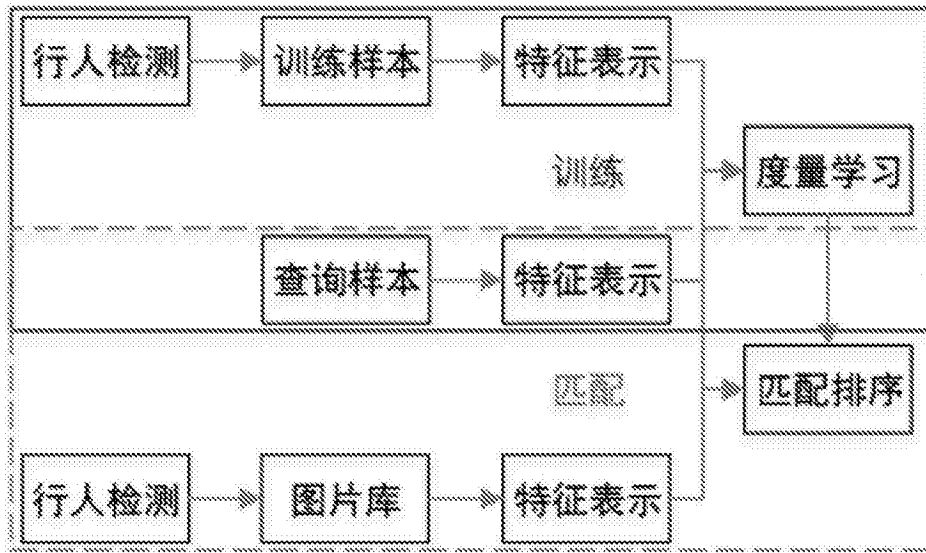 行人检测
训练样本
特征表示
训练
度量学习
查询样本
特征表示
匹配
匹配排序
行人检测
图片库
特征表示